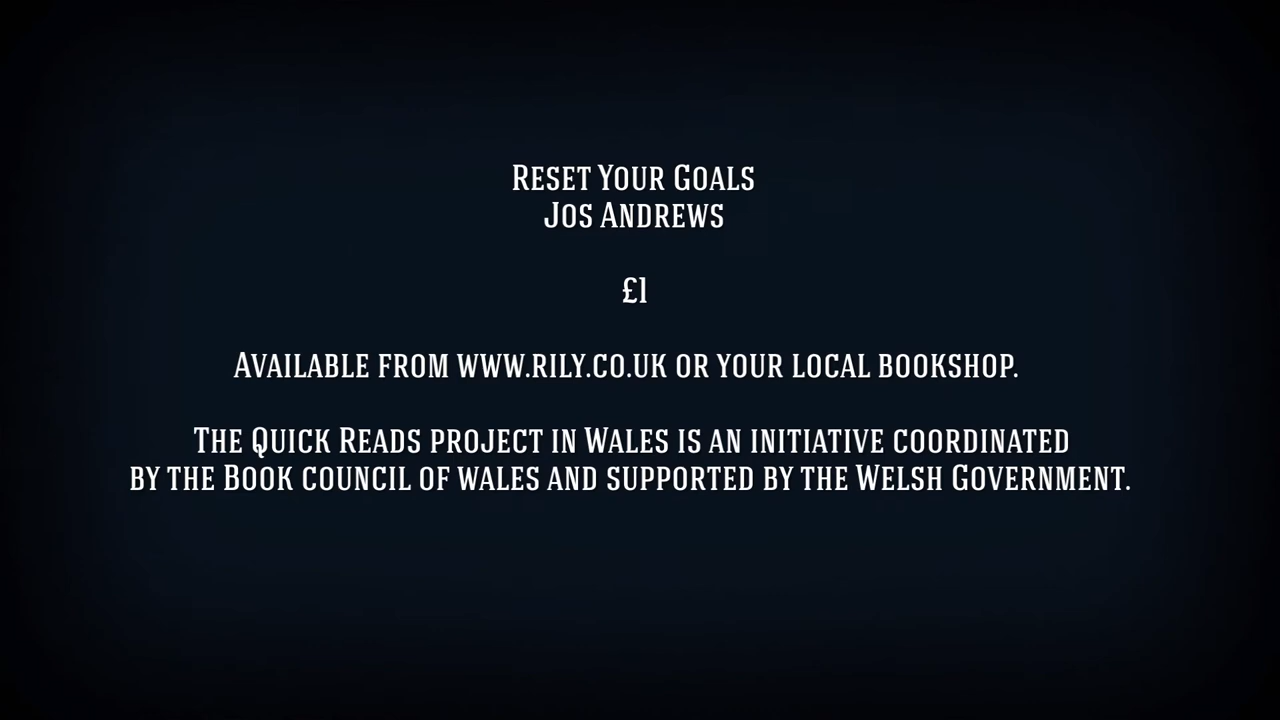 Reset Your Goals
Jos Andrews
£1
Available from www.rily.co.uk or your local bookshop.
The Quick Reads project in Wales is an initiative coordinated
by the Book council of wales and supported by the Welsh Government.